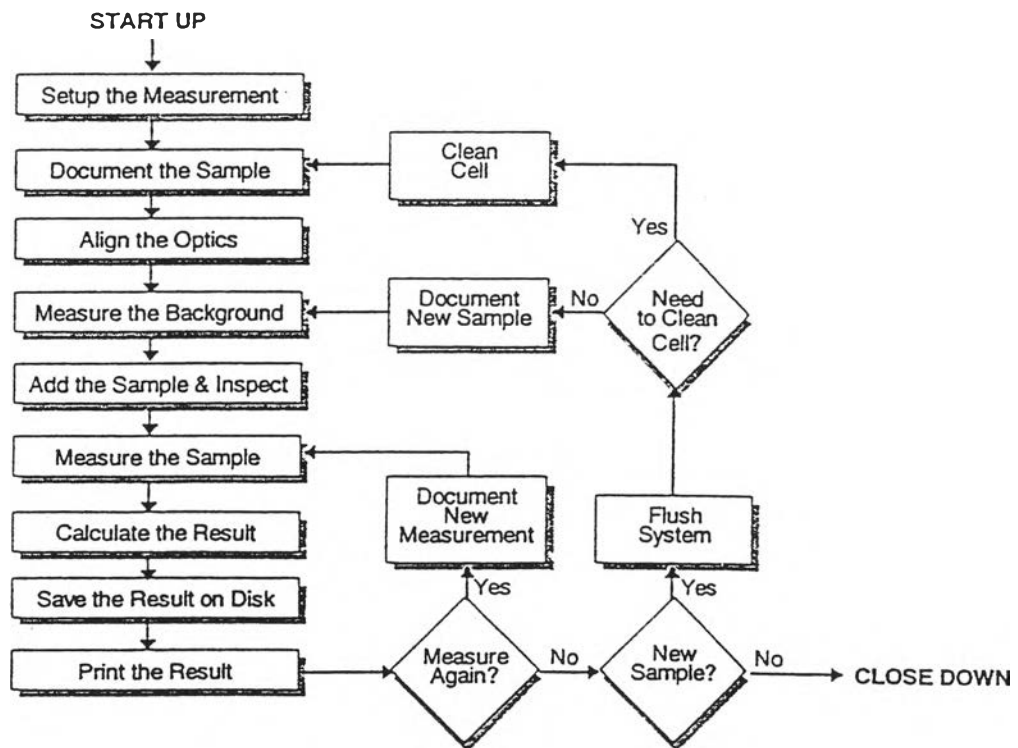 START UP
Setup the Measurement
Document the Sample
Align the Optics
Measure the Background
Add the Sample & Inspect
Measure the Sample
Calculate the Result
Save the Result on Disk
Print the Result
Clean
Cell
Yes
Document
New Sample
No
Need
to Clean
Cell?
Document
New
Measurement
Flush
System
Yes
Yes
Measure
Again?
No
New
Sample?
No
CLOSE DOWN